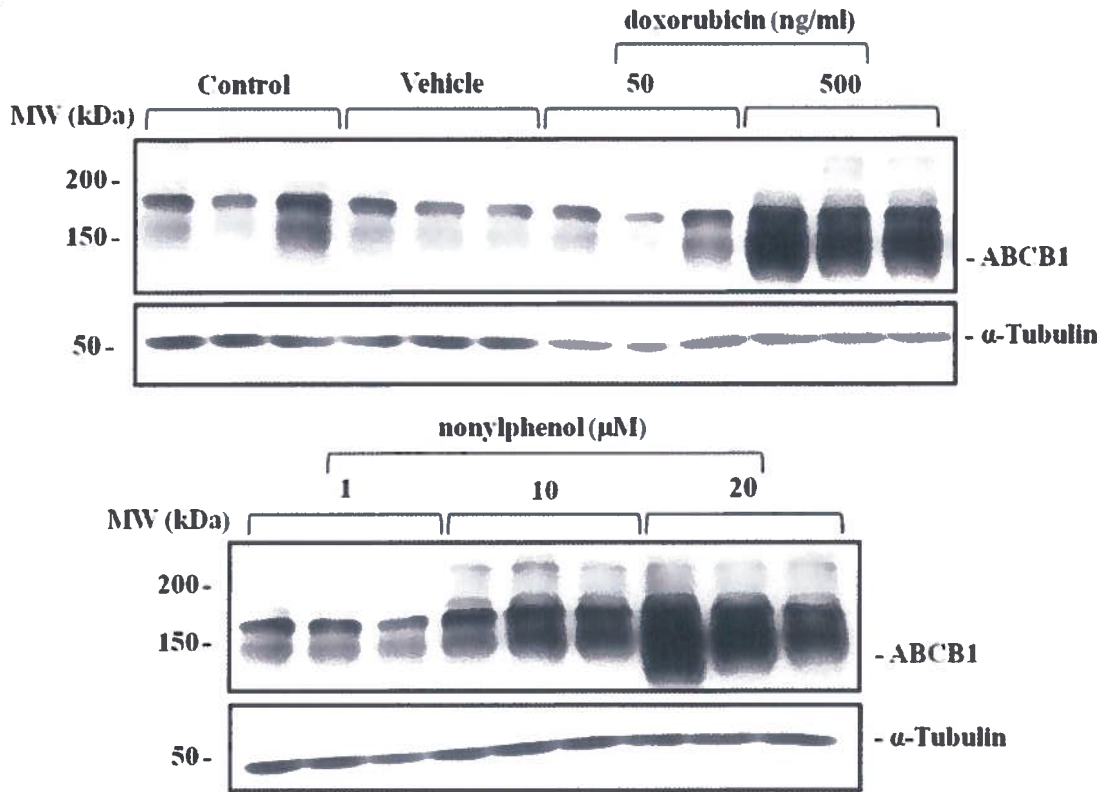 doxorubicin (ng/ml)
Control Vehicle 50 500
MW (kDa)
200 -
150 -
- ABCB1
50 -
- α-Tubulin
nonylphenol (μM)
1 10 20
MW (kDa)
200 -
150 -
- ABCB1
50 -
- α-Tubulin